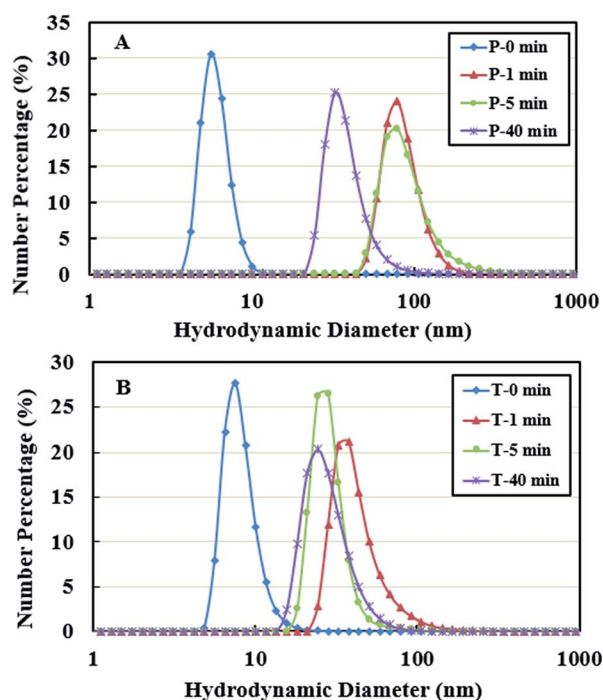 A
P-0 min
P-1 min
P-5 min
P-40 min
Number Percentage (%)
35
30
25
20
15
10
5
0
1 10 100 1000
Hydrodynamic Diameter (nm)
B
T-0 min
T-1 min
T-5 min
T-40 min
Number Percentage (%)
30
25
20
15
10
5
0
1 10 100 1000
Hydrodynamic Diameter (nm)